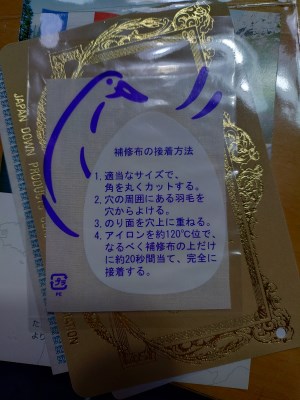 補修布の接着方法
1. 適当なサイズで、
角を丸くカットする。
2. 穴の周囲にある羽毛を
穴からよける。
3. のり面を穴上に重ねる。
4. アイロンを約120℃位で、
なるべく補修布の上だけ
に約20秒間当て、完全に
接着する。
JAPAN DOWN PRODUCTS
PE